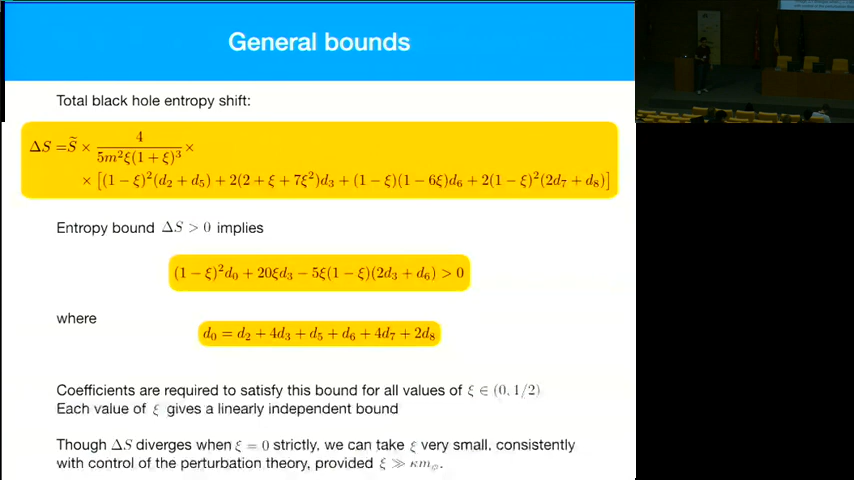 General bounds
Total black hole entropy shift:
ΔS = S̃ × 4 / 5m²ξ(1 + ξ)³ ×
× [(1 − ξ)²(d₂ + d₅) + 2(2 + ξ + 7ξ²)d₃ + (1 − ξ)(1 − 6ξ)d₆ + 2(1 − ξ)²(2d₇ + d₈)]
Entropy bound ΔS > 0 implies
(1 − ξ)²d₀ + 20ξd₃ − 5ξ(1 − ξ)(2d₃ + d₆) > 0
where
d₀ = d₂ + 4d₃ + d₅ + d₆ + 4d₇ + 2d₈
Coefficients are required to satisfy this bound for all values of ξ ∈ (0, 1/2)
Each value of ξ gives a linearly independent bound
Though ΔS diverges when ξ = 0 strictly, we can take ξ very small, consistently
with control of the perturbation theory, provided ξ ≫ κmᵩ.